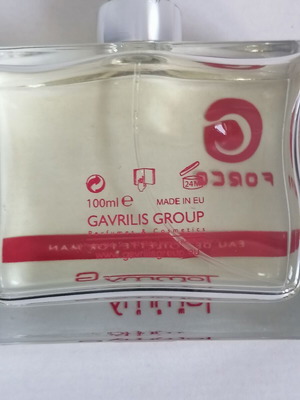 24M
100ml e MADE IN EU
GAVRILIS GROUP
Perfumes & Cosmetics
FORCE
EAU DE TOILETTE FOR MAN